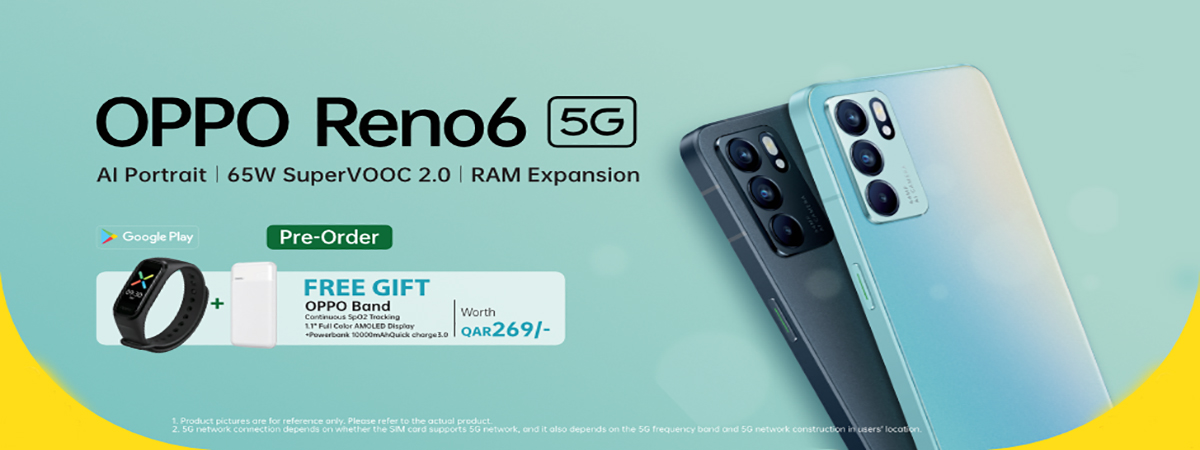 OPPO Reno6 5G
AI Portrait | 65W SuperVOOC 2.0 | RAM Expansion
Google Play
Pre-Order
FREE GIFT
OPPO Band
Continuous SpO2 Tracking
1.1" Full Color AMOLED Display
+Powerbank 10000mAhQuick charge3.0
+
Worth
QAR269/-
1. Product pictures are for reference only. Please refer to the actual product.
2. 5G network connection depends on whether the SIM card supports 5G network, and it also depends on the 5G frequency band and 5G network construction in users' location.